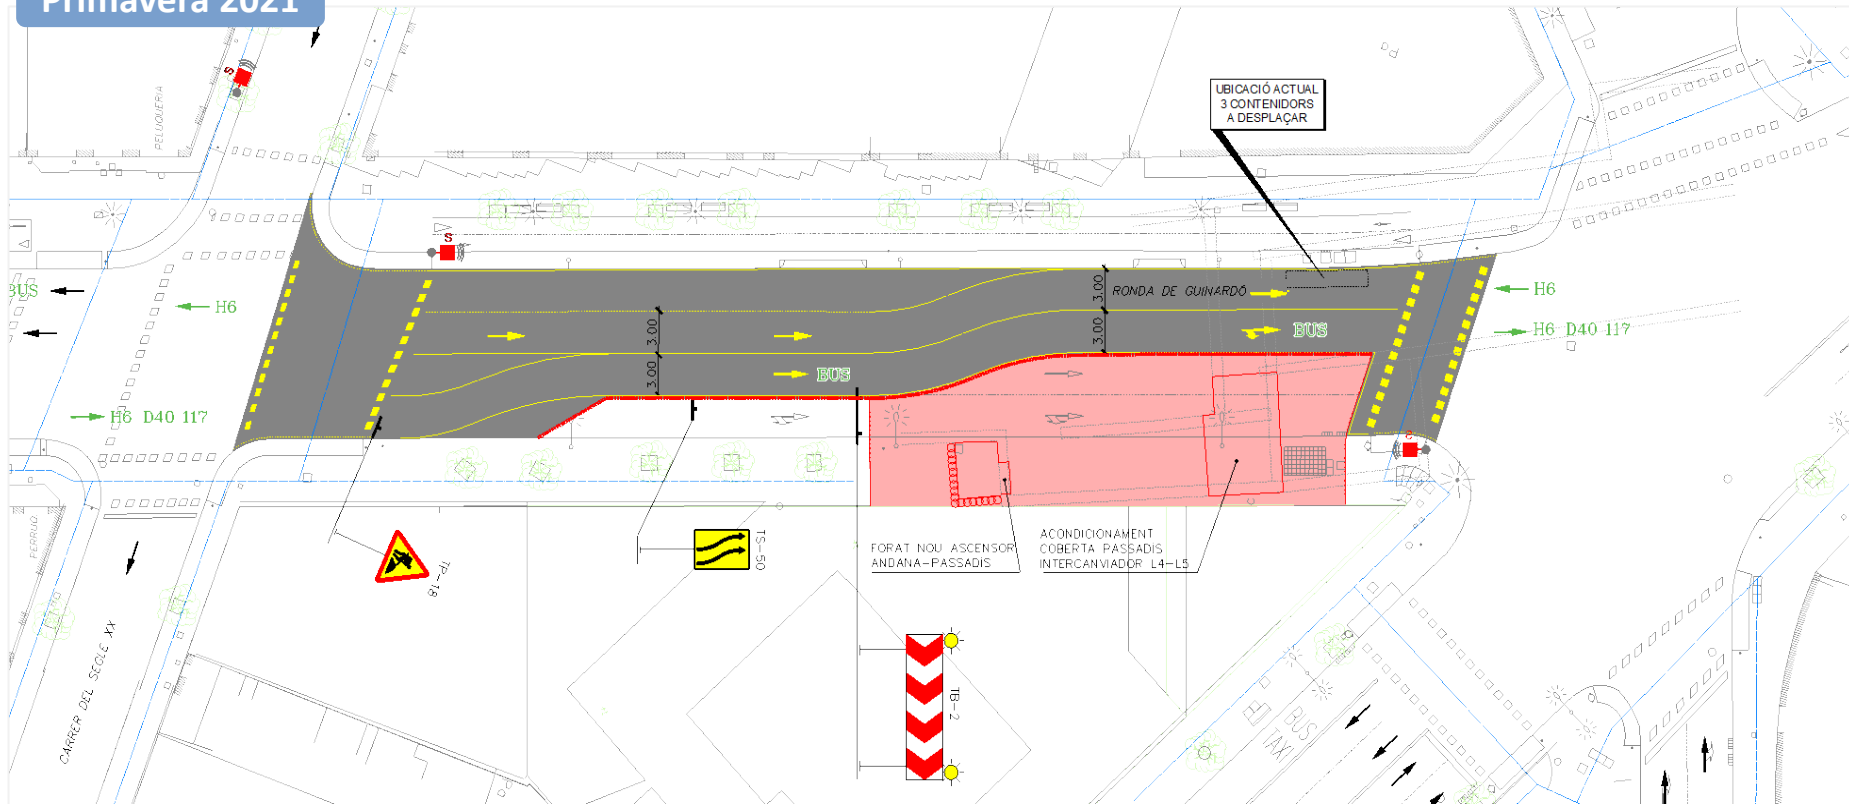 Primavera 2021
PELUQUERIA
S
UBICACIÓ ACTUAL
3 CONTENIDORS
A DESPLAÇAR
S
BUS
H6
3.00
RONDA DE GUINARDÓ
H6
3.00
3.00
BUS
H6 D40 117
3.00
BUS
H6 D40 117
S
PERRUQ.
TP-18
TS-50
FORAT NOU ASCENSOR
ANDANA-PASSADÍS
ACONDICIONAMENT
COBERTA PASSADÍS
INTERCANVIADOR L4-L5
CARRER DEL SEGLE XX
TB-2
BUS
TAXI